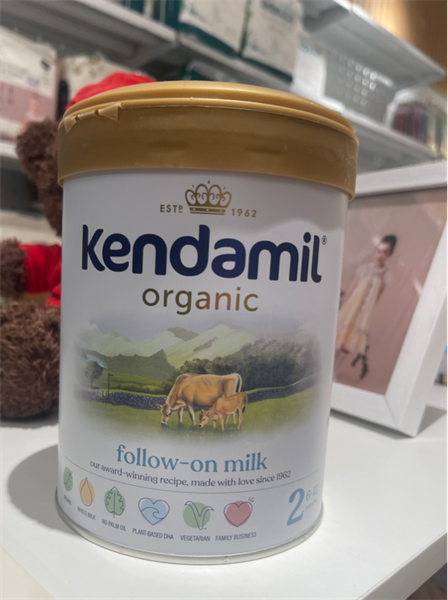 ESTD 1962
Kendamil®
organic
follow-on milk
our award-winning recipe, made with love since 1962
WHOLE MILK
NO PALM OIL
PLANT-BASED DHA
VEGETARIAN
FAMILY BUSINESS
2